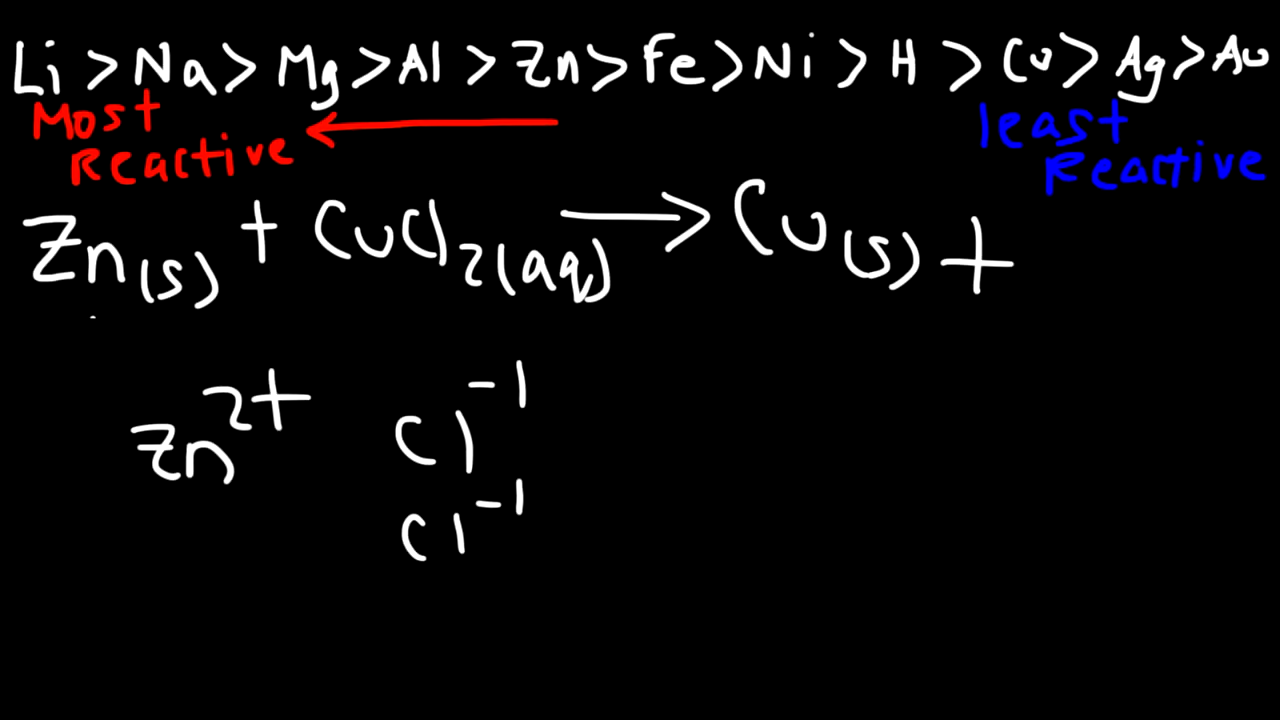 Li > Na > Mg > Al > Zn > Fe > Ni > H > Cu > Ag > Au
Most
Reactive
least
Reactive
Zn(s) + CuCl₂(aq) → Cu(s) +
Zn²⁺ Cl⁻¹
Cl⁻¹